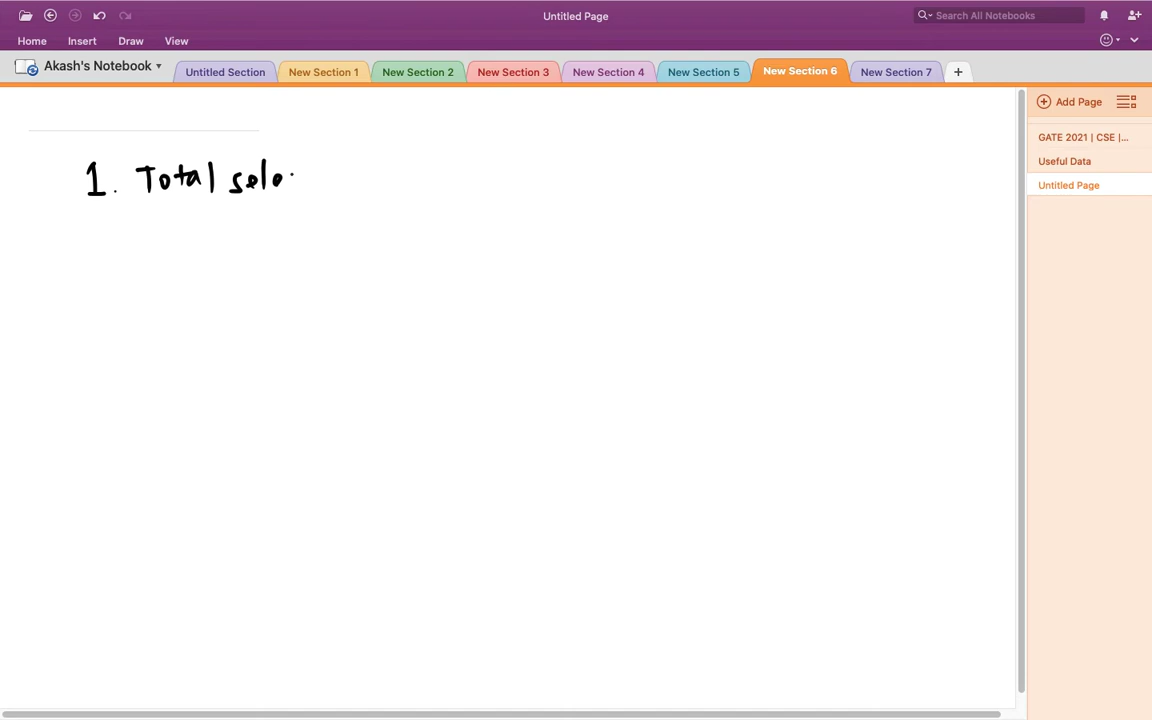 Untitled Page
Search All Notebooks
Home Insert Draw View
Akash's Notebook
Untitled Section New Section 1 New Section 2 New Section 3 New Section 4 New Section 5 New Section 6 New Section 7 +
Add Page
GATE 2021 | CSE |...
Useful Data
Untitled Page
1. Total selo